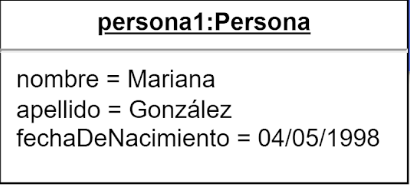 persona1:Persona
nombre = Mariana
apellido = González
fechaDeNacimiento = 04/05/1998